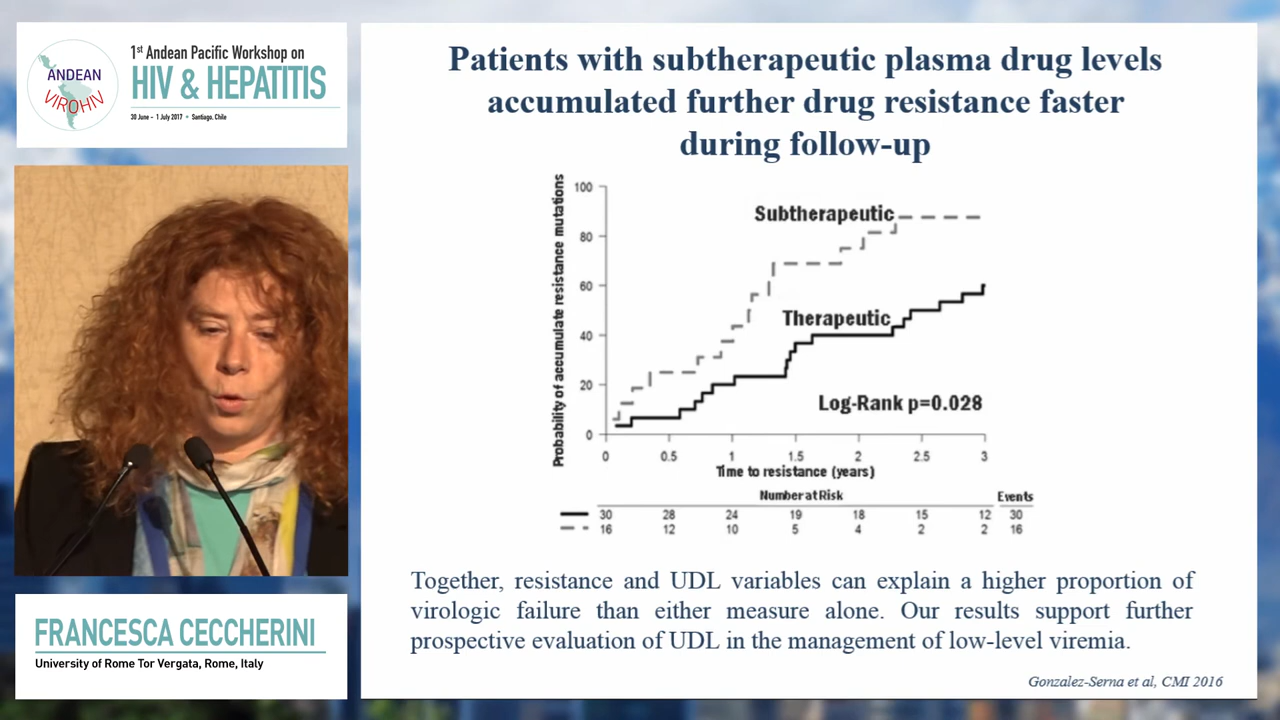 ANDEAN
VIROHIV
1st Andean Pacific Workshop on
HIV & HEPATITIS
30 June – 1 July 2017 • Santiago, Chile
Patients with subtherapeutic plasma drug levels
accumulated further drug resistance faster
during follow-up
Probability of accumulate resistance mutations
100
80
60
40
20
0
Subtherapeutic
Therapeutic
Log-Rank p=0.028
0 0.5 1 1.5 2 2.5 3
Time to resistance (years)
Number at Risk Events
30 28 24 19 18 15 12 30
16 12 10 5 4 2 2 16
Together, resistance and UDL variables can explain a higher proportion of
virologic failure than either measure alone. Our results support further
prospective evaluation of UDL in the management of low-level viremia.
Gonzalez-Serna et al, CMI 2016
FRANCESCA CECCHERINI
University of Rome Tor Vergata, Rome, Italy